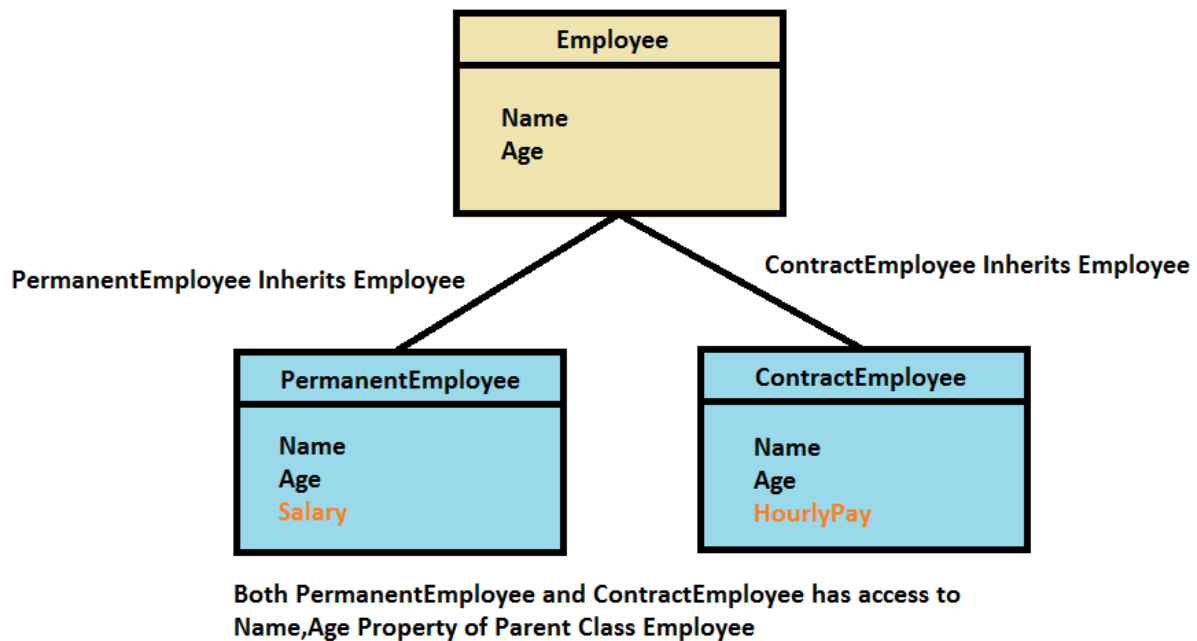 Employee
Name
Age
PermanentEmployee Inherits Employee
ContractEmployee Inherits Employee
PermanentEmployee
Name
Age
Salary
ContractEmployee
Name
Age
HourlyPay
Both PermanentEmployee and ContractEmployee has access to
Name,Age Property of Parent Class Employee